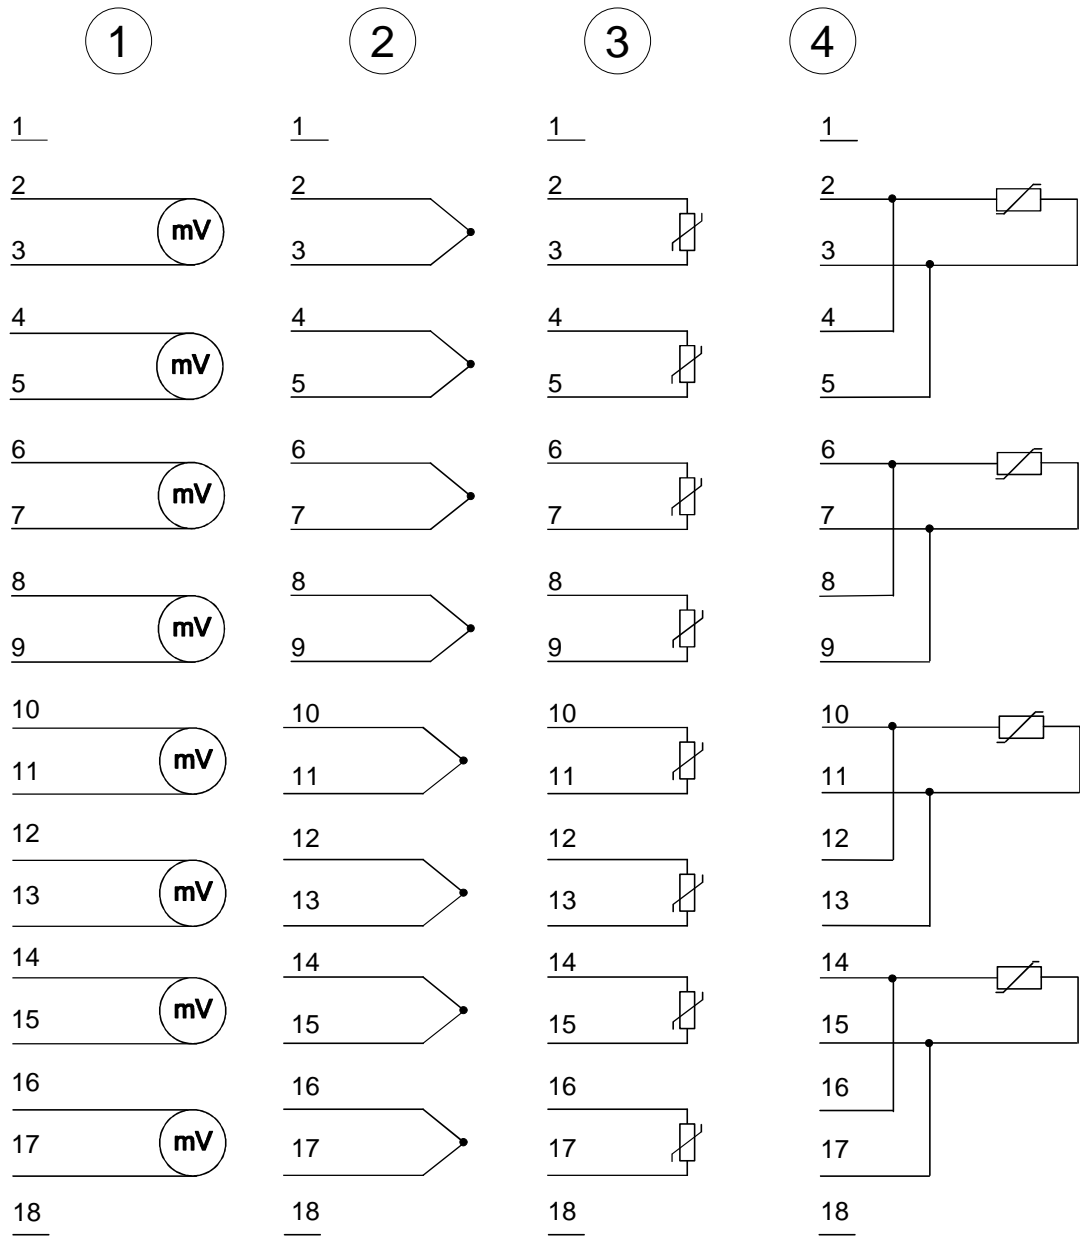 1 2 3 4
1 1 1 1
2 2 2 2
mV
3 3 3 3
4 4 4 4
mV
5 5 5 5
6 6 6 6
mV
7 7 7 7
8 8 8 8
mV
9 9 9 9
10 10 10 10
mV
11 11 11 11
12 12 12 12
mV
13 13 13 13
14 14 14 14
mV
15 15 15 15
16 16 16 16
mV
17 17 17 17
18 18 18 18